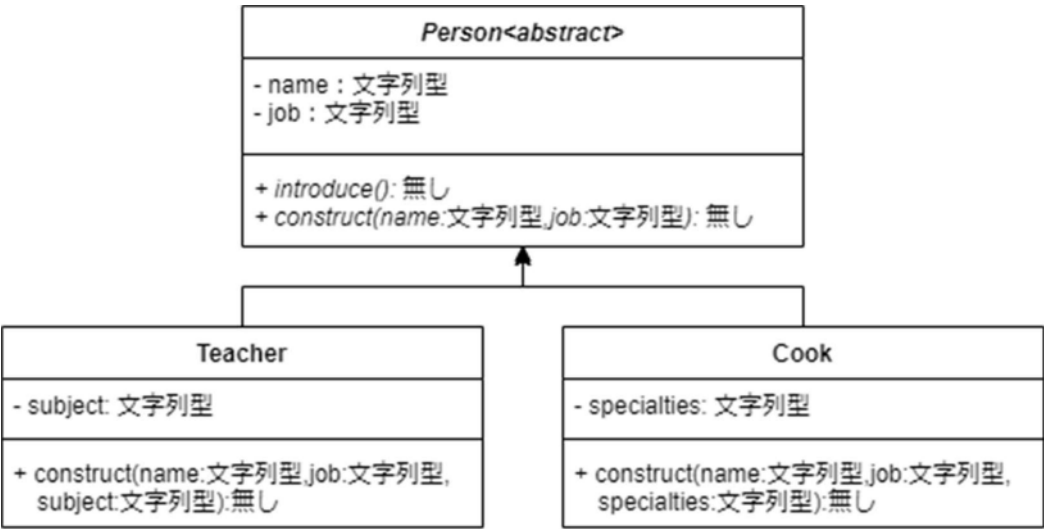 Person<abstract>
- name：文字列型
- job：文字列型
+ introduce(): 無し
+ construct(name:文字列型,job:文字列型): 無し
Teacher
- subject: 文字列型
+ construct(name:文字列型,job:文字列型,
subject:文字列型):無し
Cook
- specialties: 文字列型
+ construct(name:文字列型,job:文字列型,
specialties:文字列型):無し